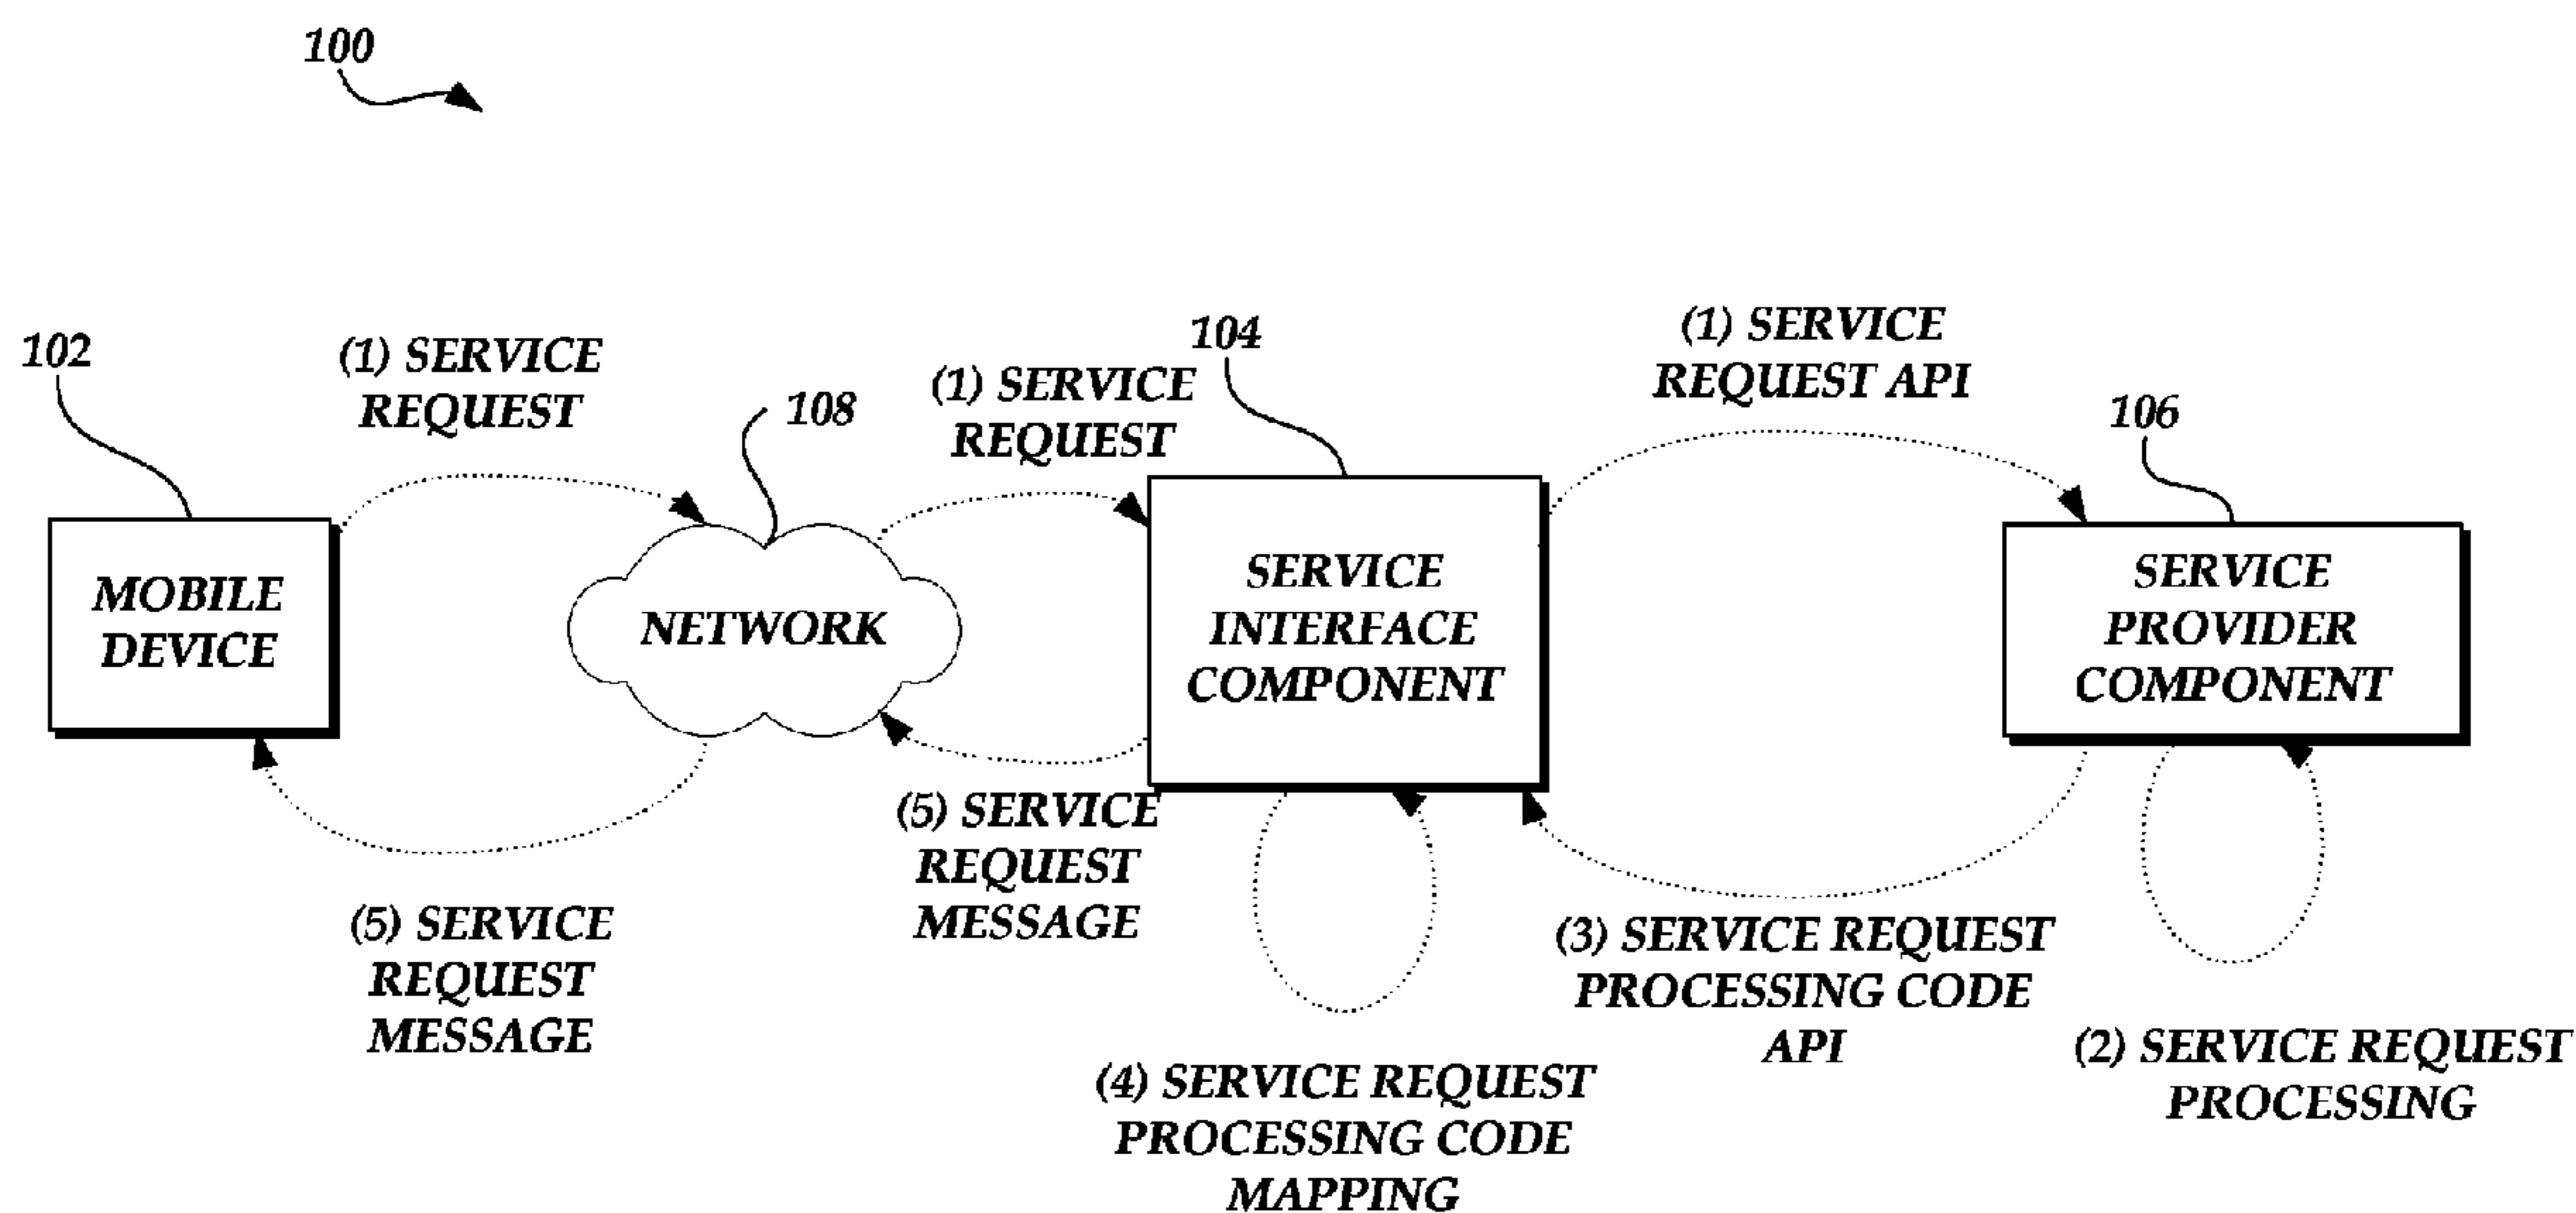 100
102
(1) SERVICE
REQUEST
108
(1) SERVICE
REQUEST
104
(1) SERVICE
REQUEST API
106
MOBILE
DEVICE
NETWORK
SERVICE
INTERFACE
COMPONENT
SERVICE
PROVIDER
COMPONENT
(5) SERVICE
REQUEST
MESSAGE
(5) SERVICE
REQUEST
MESSAGE
(4) SERVICE REQUEST
PROCESSING CODE
MAPPING
(3) SERVICE REQUEST
PROCESSING CODE
API
(2) SERVICE REQUEST
PROCESSING